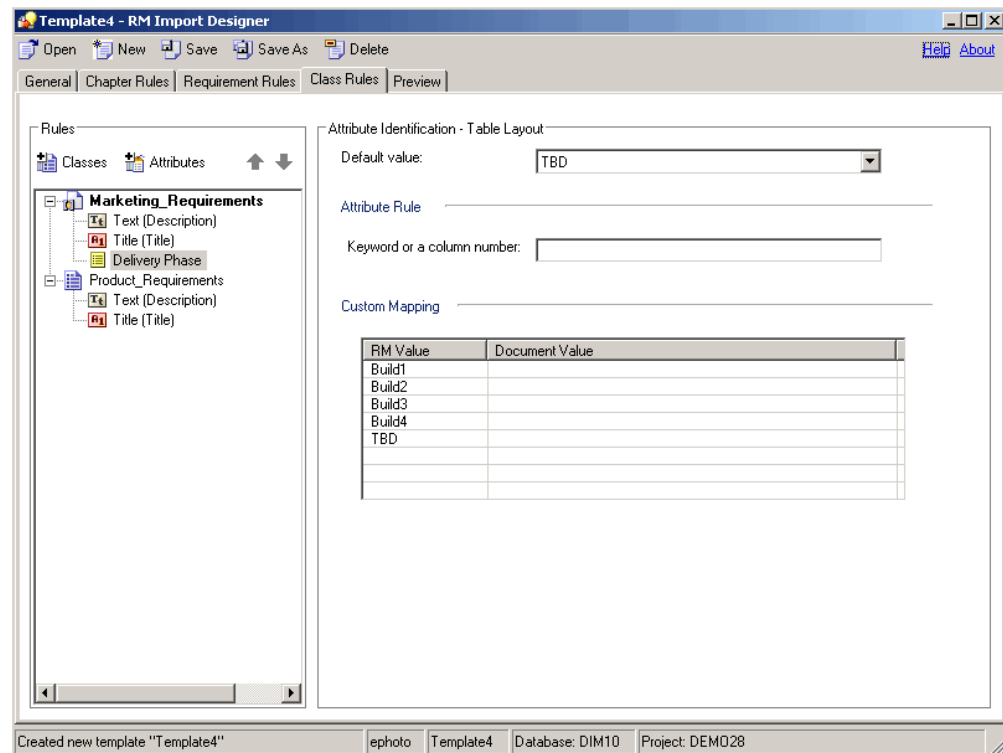 Template4 - RM Import Designer
Open New Save Save As Delete Help About
General Chapter Rules Requirement Rules Class Rules Preview
Rules
Classes Attributes
Marketing_Requirements
Text (Description)
Title (Title)
Delivery Phase
Product_Requirements
Text (Description)
Title (Title)
Attribute Identification - Table Layout
Default value: TBD
Attribute Rule
Keyword or a column number:
Custom Mapping
RM Value Document Value
Build1
Build2
Build3
Build4
TBD
Created new template "Template4" ephoto Template4 Database: DIM10 Project: DEMO28